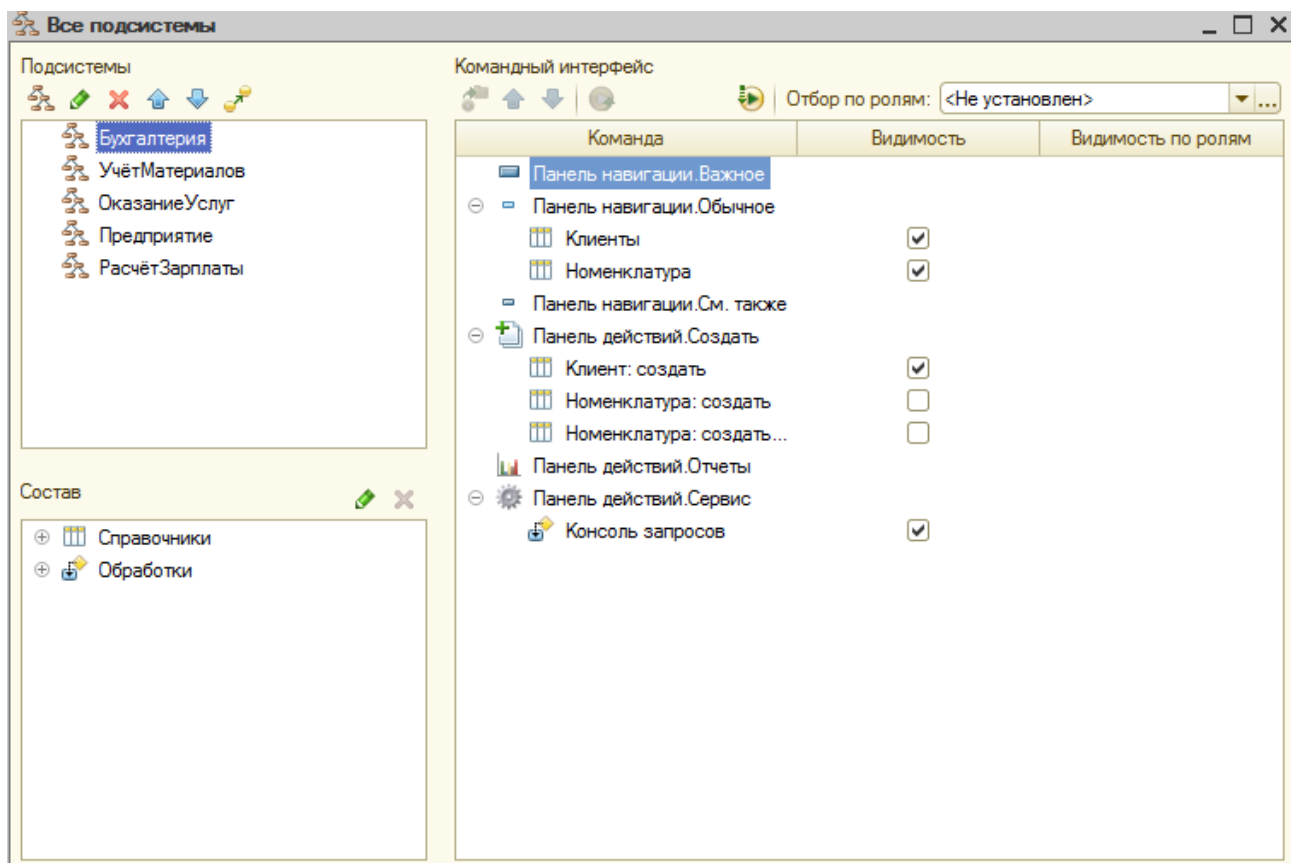 Все подсистемы
Подсистемы
Бухгалтерия
УчётМатериалов
ОказаниеУслуг
Предприятие
РасчётЗарплаты
Состав
Справочники
Обработки
Командный интерфейс
Отбор по ролям: <Не установлен>
Команда Видимость Видимость по ролям
Панель навигации.Важное
Панель навигации.Обычное
Клиенты
Номенклатура
Панель навигации.См. также
Панель действий.Создать
Клиент: создать
Номенклатура: создать
Номенклатура: создать...
Панель действий.Отчеты
Панель действий.Сервис
Консоль запросов